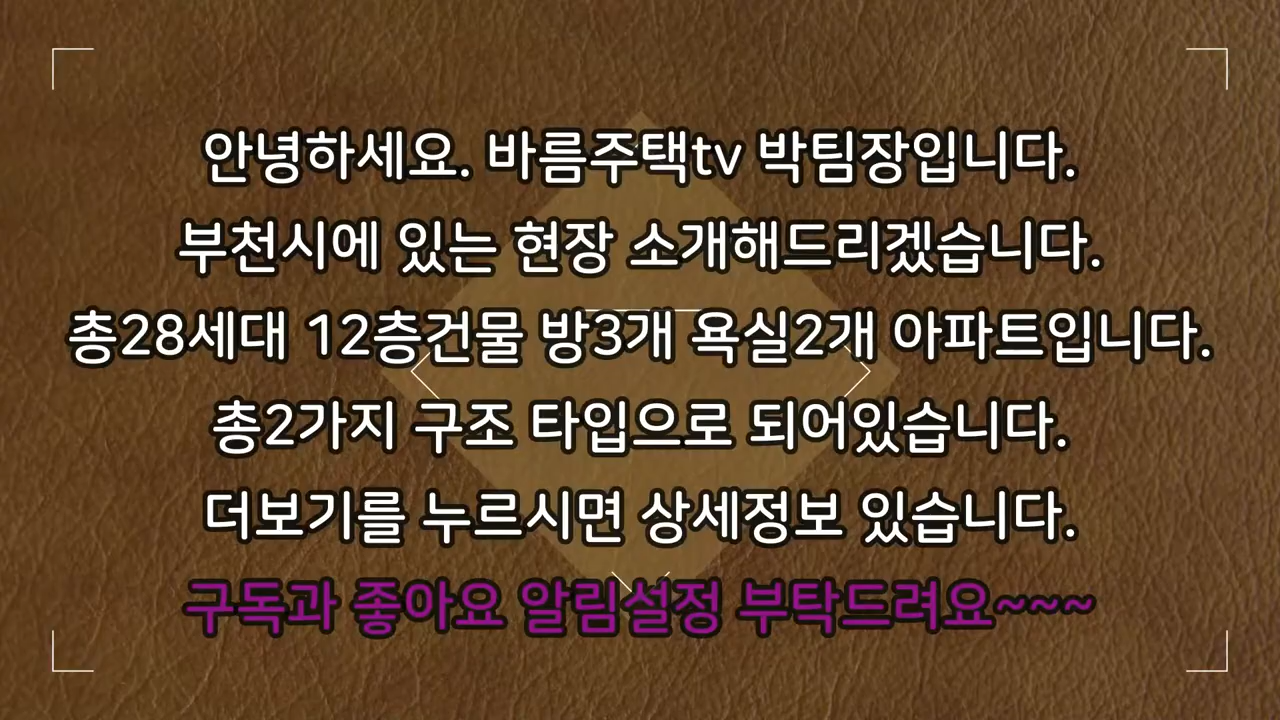 안녕하세요. 바름주택tv 박팀장입니다.
부천시에 있는 현장 소개해드리겠습니다.
총28세대 12층건물 방3개 욕실2개 아파트입니다.
총2가지 구조 타입으로 되어있습니다.
더보기를 누르시면 상세정보 있습니다.
구독과 좋아요 알림설정 부탁드려요~~~